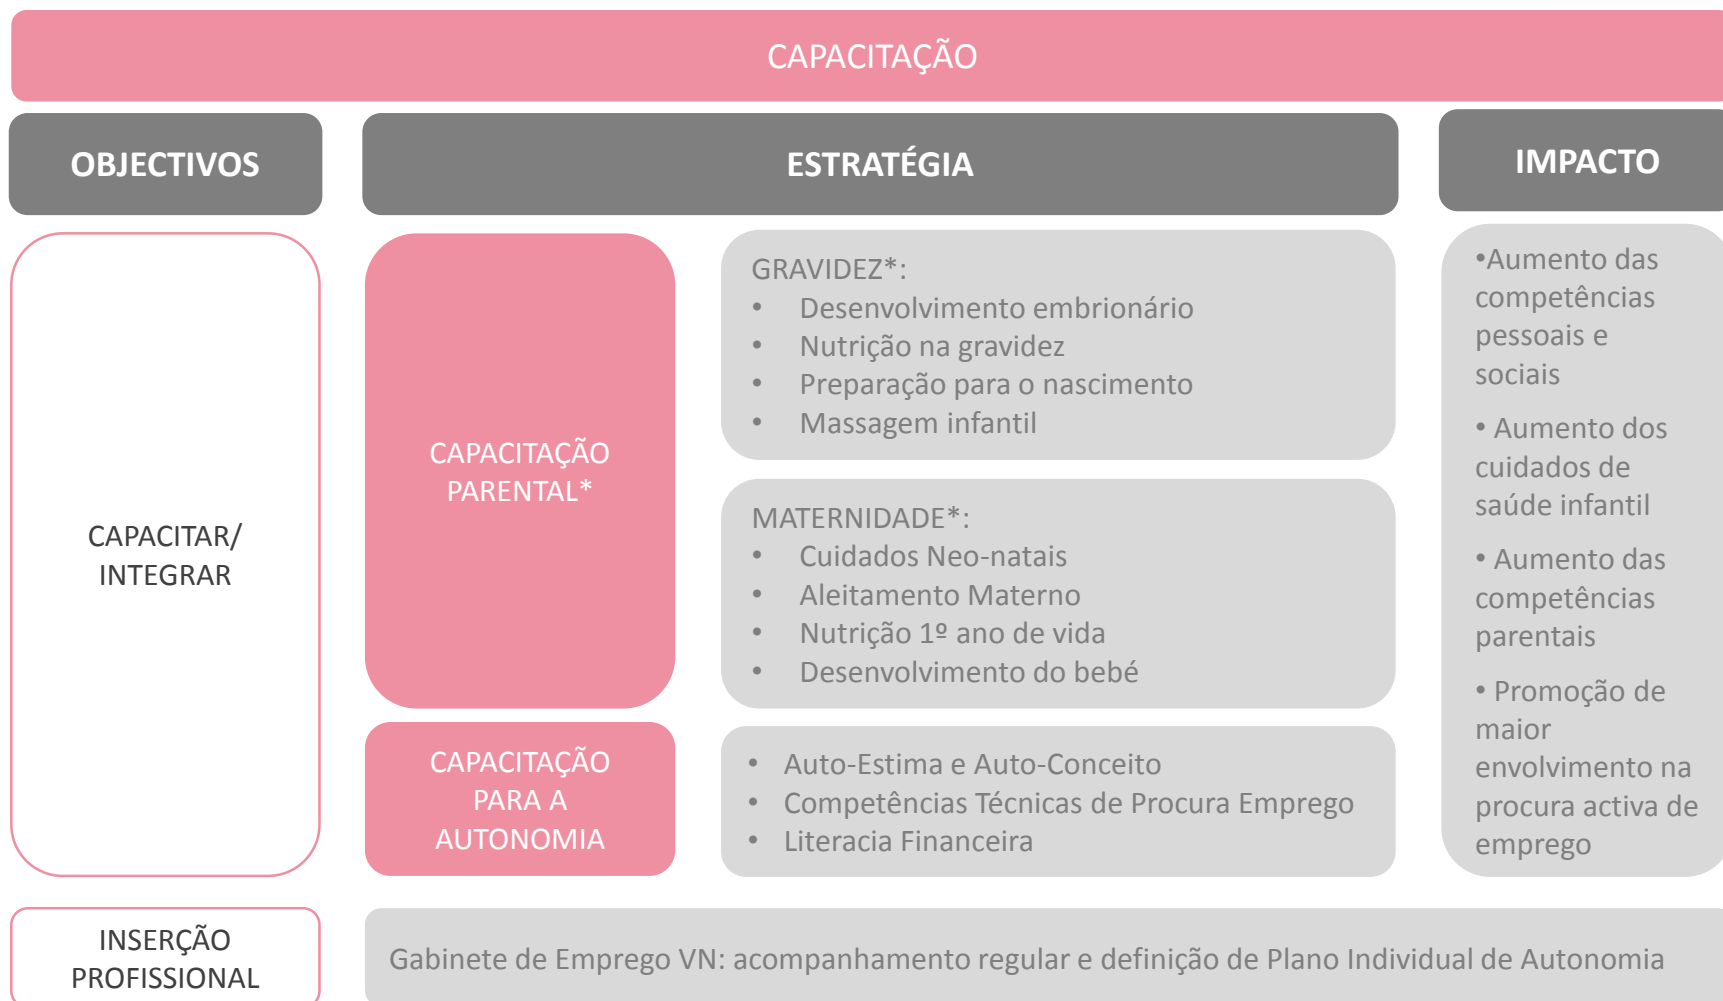 CAPACITAÇÃO
OBJECTIVOS
ESTRATÉGIA
IMPACTO
CAPACITAR/
INTEGRAR
CAPACITAÇÃO
PARENTAL*
GRAVIDEZ*:
• Desenvolvimento embrionário
• Nutrição na gravidez
• Preparação para o nascimento
• Massagem infantil
MATERNIDADE*:
• Cuidados Neo-natais
• Aleitamento Materno
• Nutrição 1º ano de vida
• Desenvolvimento do bebé
CAPACITAÇÃO
PARA A
AUTONOMIA
• Auto-Estima e Auto-Conceito
• Competências Técnicas de Procura Emprego
• Literacia Financeira
•Aumento das
competências
pessoais e
sociais
• Aumento dos
cuidados de
saúde infantil
• Aumento das
competências
parentais
• Promoção de
maior
envolvimento na
procura activa de
emprego
INSERÇÃO
PROFISSIONAL
Gabinete de Emprego VN: acompanhamento regular e definição de Plano Individual de Autonomia